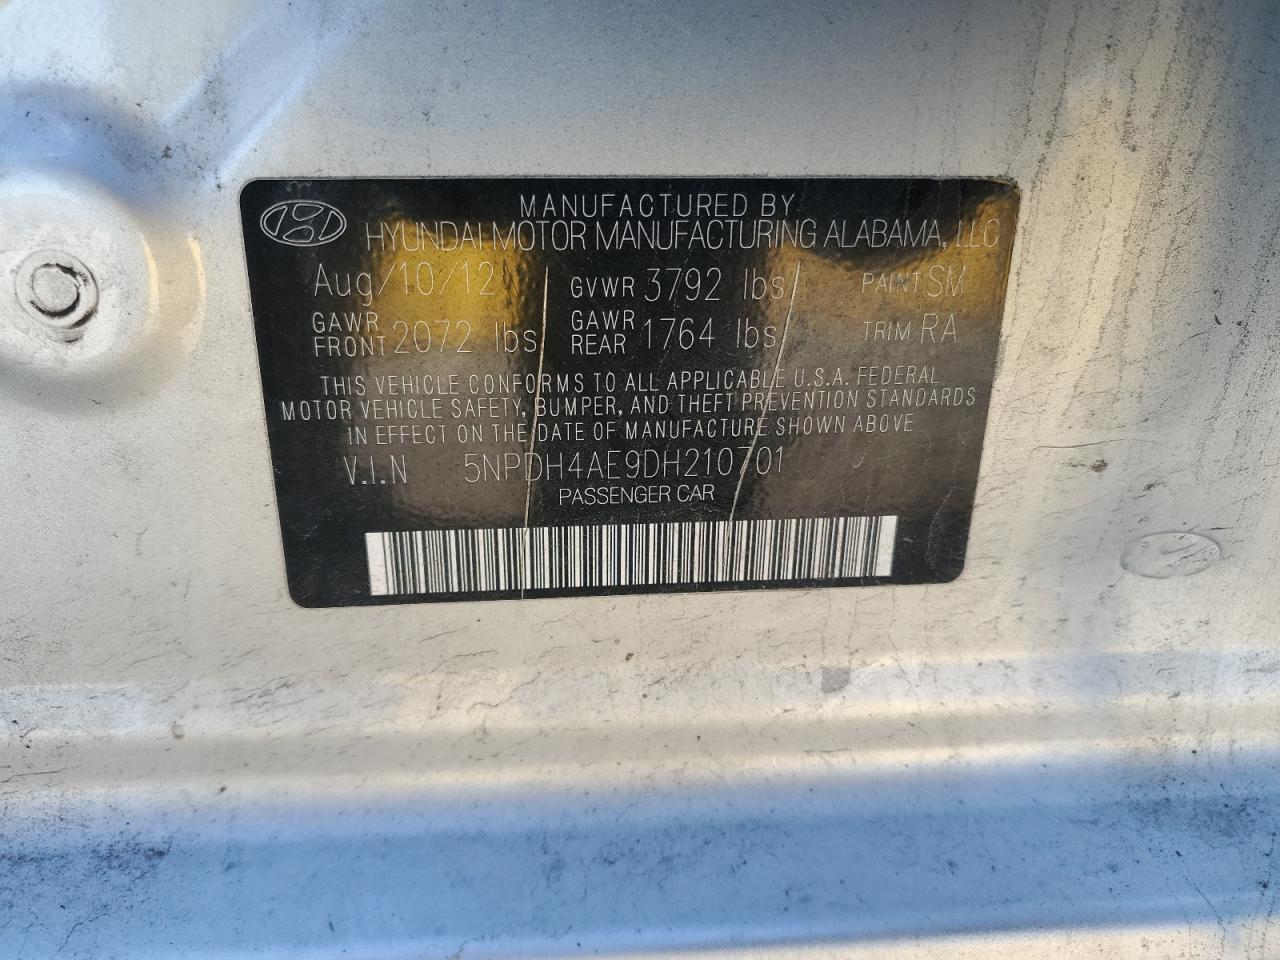 MANUFACTURED BY
HYUNDAI MOTOR MANUFACTURING ALABAMA, LLC
Aug/10/12 GVWR 3792 lbs PAINT SM
GAWR FRONT 2072 lbs GAWR REAR 1764 lbs TRIM RA
THIS VEHICLE CONFORMS TO ALL APPLICABLE U.S.A. FEDERAL
MOTOR VEHICLE SAFETY, BUMPER, AND THEFT PREVENTION STANDARDS
IN EFFECT ON THE DATE OF MANUFACTURE SHOWN ABOVE
V.I.N 5NPDH4AE9DH210701
PASSENGER CAR